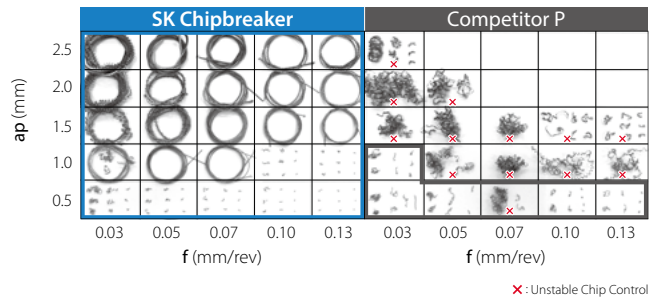 SK Chipbreaker
Competitor P
ap (mm)
2.5
2.0
1.5
1.0
0.5
0.03 0.05 0.07 0.10 0.13 0.03 0.05 0.07 0.10 0.13
f (mm/rev) f (mm/rev)
× : Unstable Chip Control